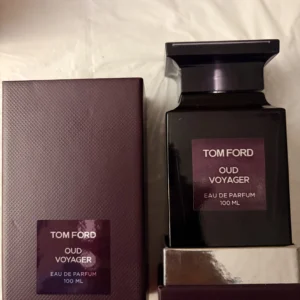 TOM FORD
OUD
VOYAGER
EAU DE PARFUM
100 ML
TOM FORD
OUD
VOYAGER
EAU DE PARFUM
100 ML